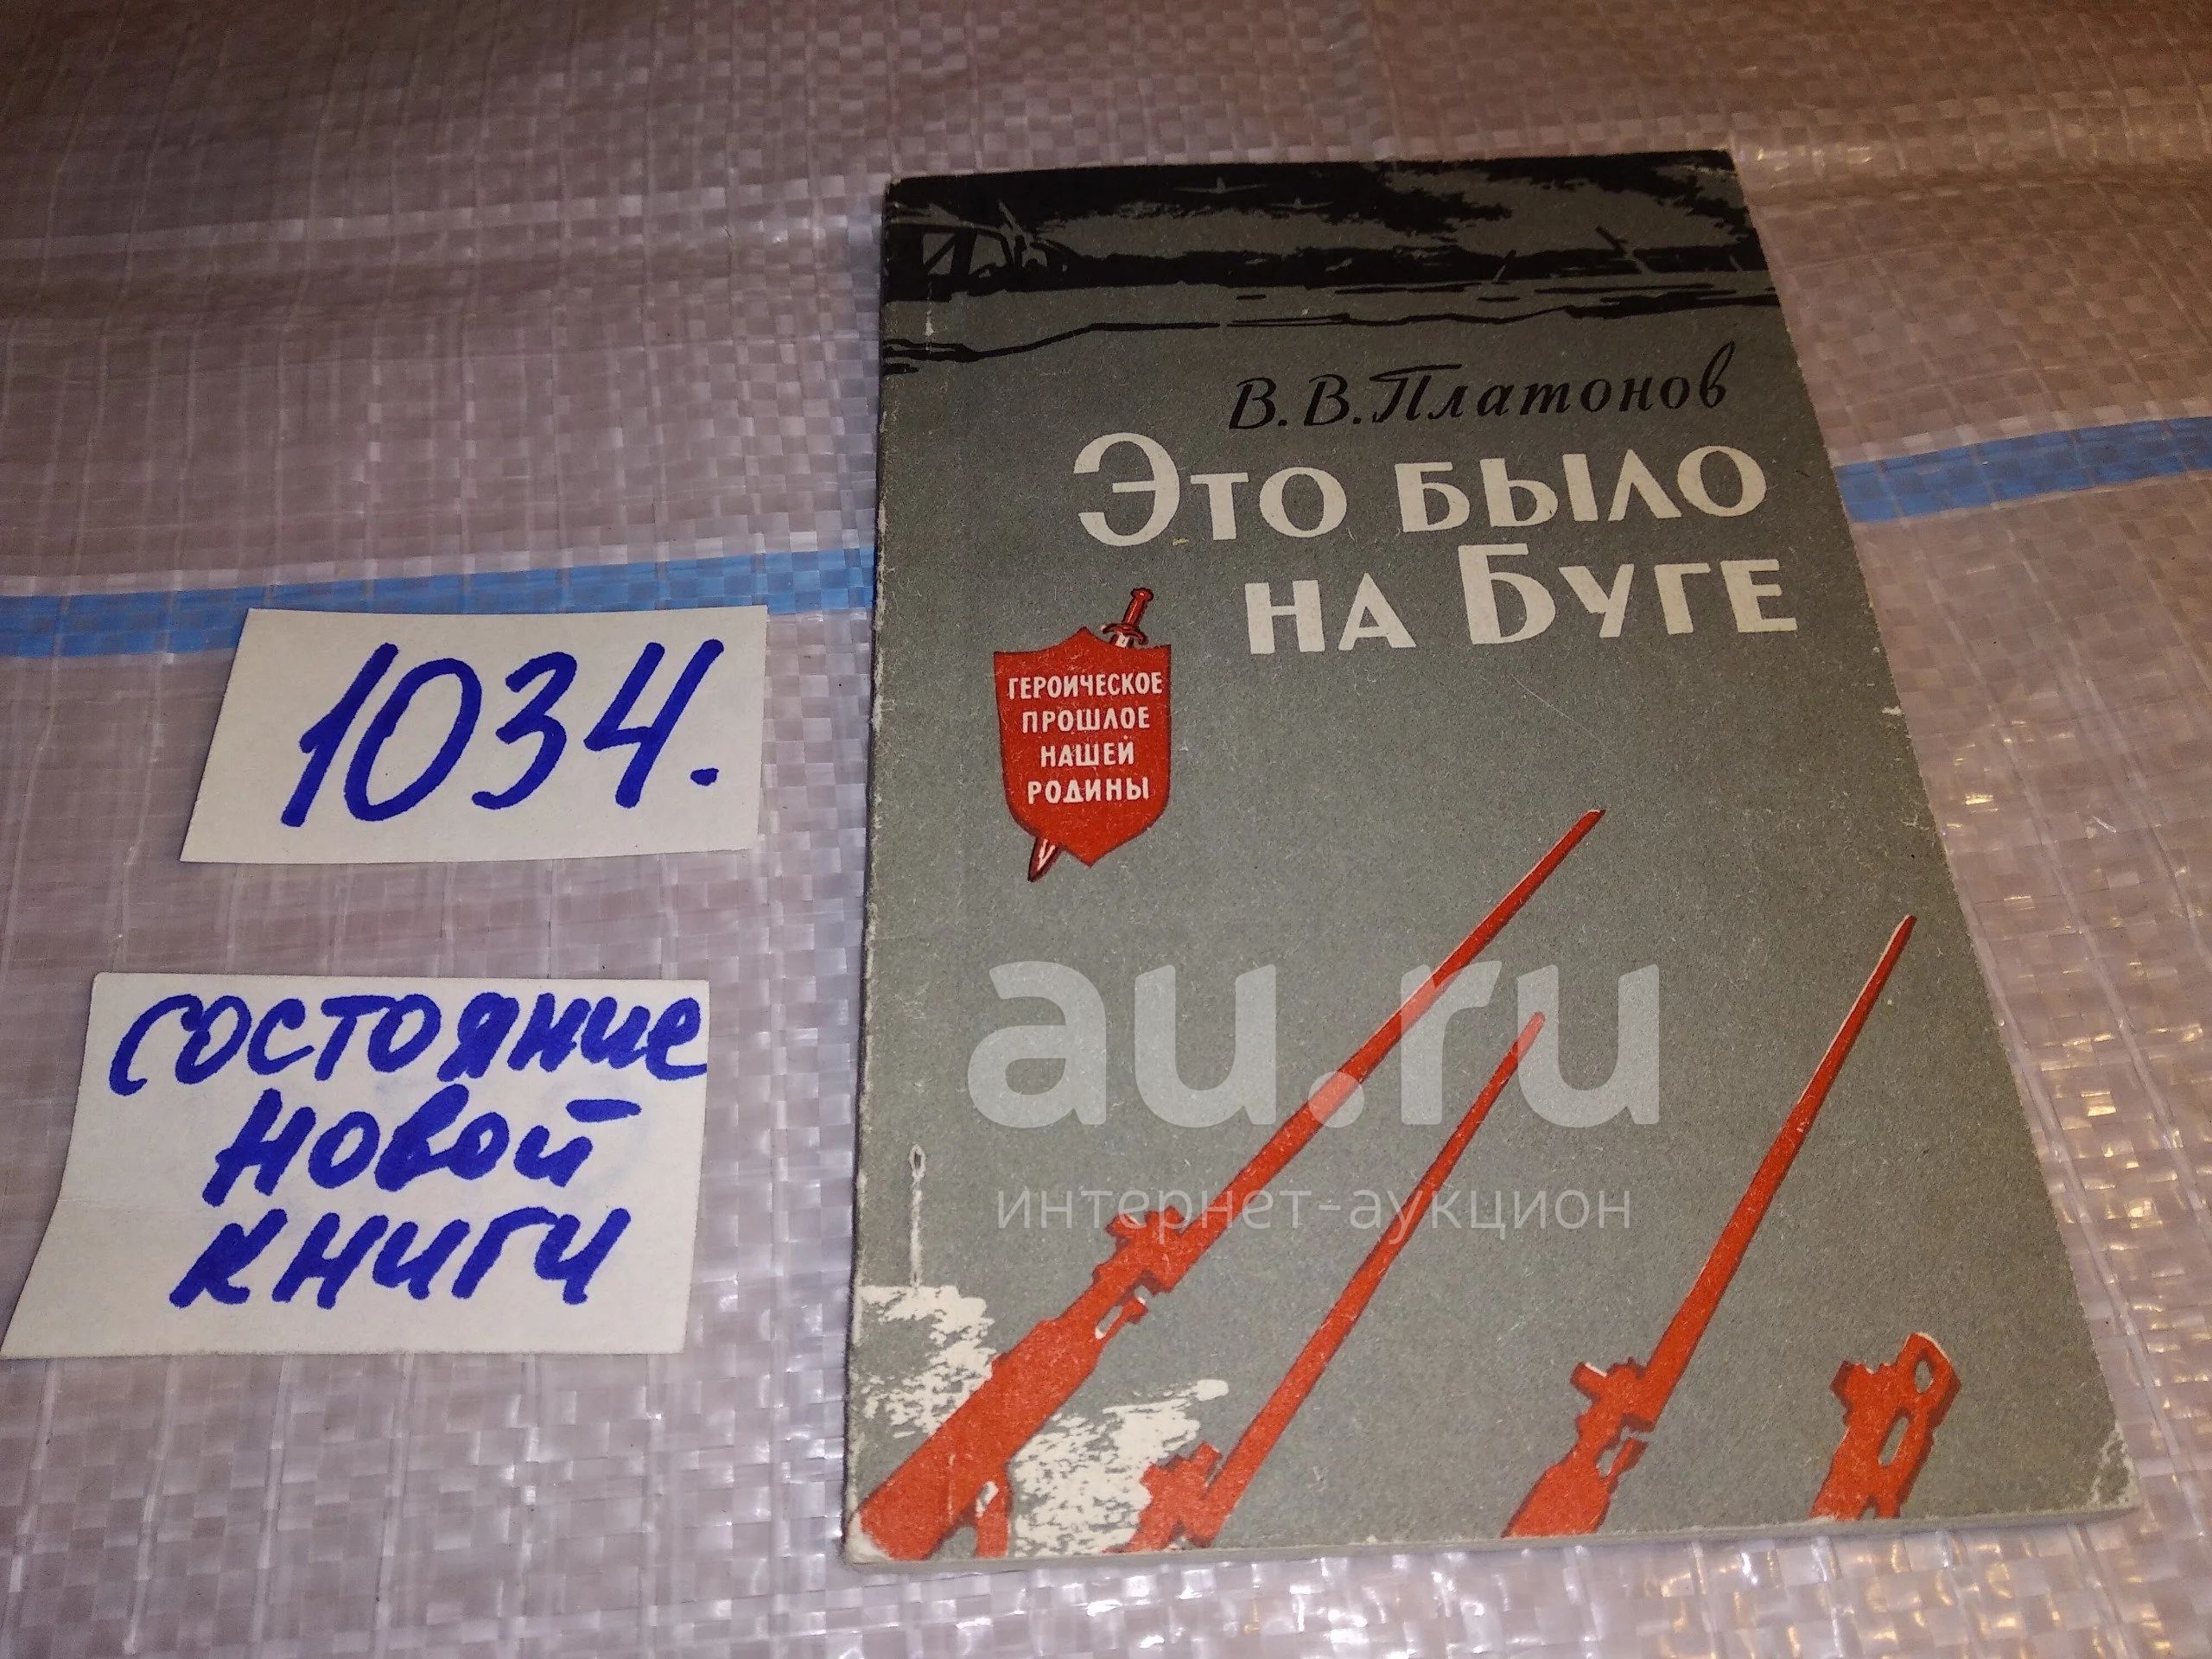 В. В. Платонов
Это было
на Буге
ГЕРОИЧЕСКОЕ
ПРОШЛОЕ
НАШЕЙ
РОДИНЫ
1034.
состояние
новой
книги
au.ru
интернет-аукцион